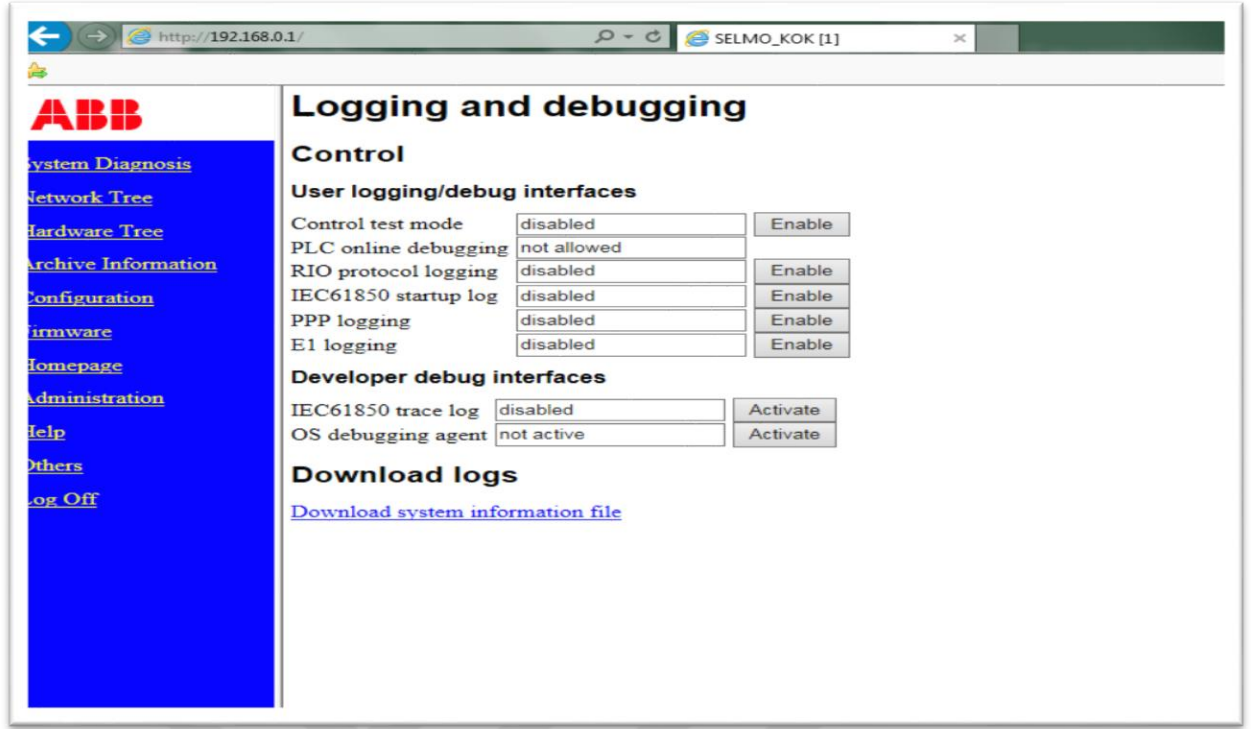 http://192.168.0.1/
SELMO_KOK [1]
ABB
System Diagnosis
Network Tree
Hardware Tree
Archive Information
Configuration
Firmware
Homepage
Administration
Help
Others
Log Off
Logging and debugging
Control
User logging/debug interfaces
Control test mode disabled Enable
PLC online debugging not allowed
RIO protocol logging disabled Enable
IEC61850 startup log disabled Enable
PPP logging disabled Enable
E1 logging disabled Enable
Developer debug interfaces
IEC61850 trace log disabled Activate
OS debugging agent not active Activate
Download logs
Download system information file